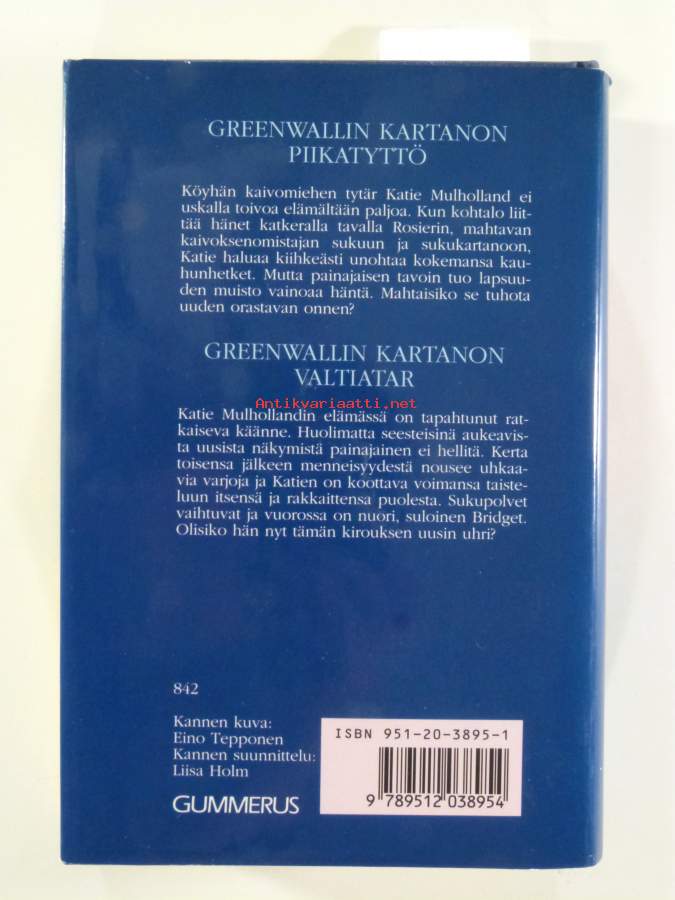 GREENWALLIN KARTANON
PIIKATYTTÖ
Köyhän kaivomiehen tytär Katie Mulholland ei
uskalla toivoa elämältään paljoa. Kun kohtalo liit-
tää hänet katkeralla tavalla Rosierin, mahtavan
kaivoksenomistajan sukuun ja sukukartanoon,
Katie haluaa kiihkeästi unohtaa kokemansa kau-
hunhetket. Mutta painajaisen tavoin tuo lapsuu-
den muisto vainoaa häntä. Mahtaisiko se tuhota
uuden orastavan onnen?
GREENWALLIN KARTANON
VALTIATAR
Antikvariaatti.net
Katie Mulhollandin elämässä on tapahtunut rat-
kaiseva käänne. Huolimatta seesteisinä aukeavis-
ta uusista näkymistä painajainen ei hellitä. Kerta
toisensa jälkeen menneisyydestä nousee uhkaa-
via varjoja ja Katien on koottava voimansa taiste-
luun itsensä ja rakkaittensa puolesta. Sukupolvet
vaihtuvat ja vuorossa on nuori, suloinen Bridget.
Olisiko hän nyt tämän kirouksen uusin uhri?
842
Kannen kuva:
Eino Tepponen
Kannen suunnittelu:
Liisa Holm
GUMMERUS
ISBN 951-20-3895-1
9 789512 038954